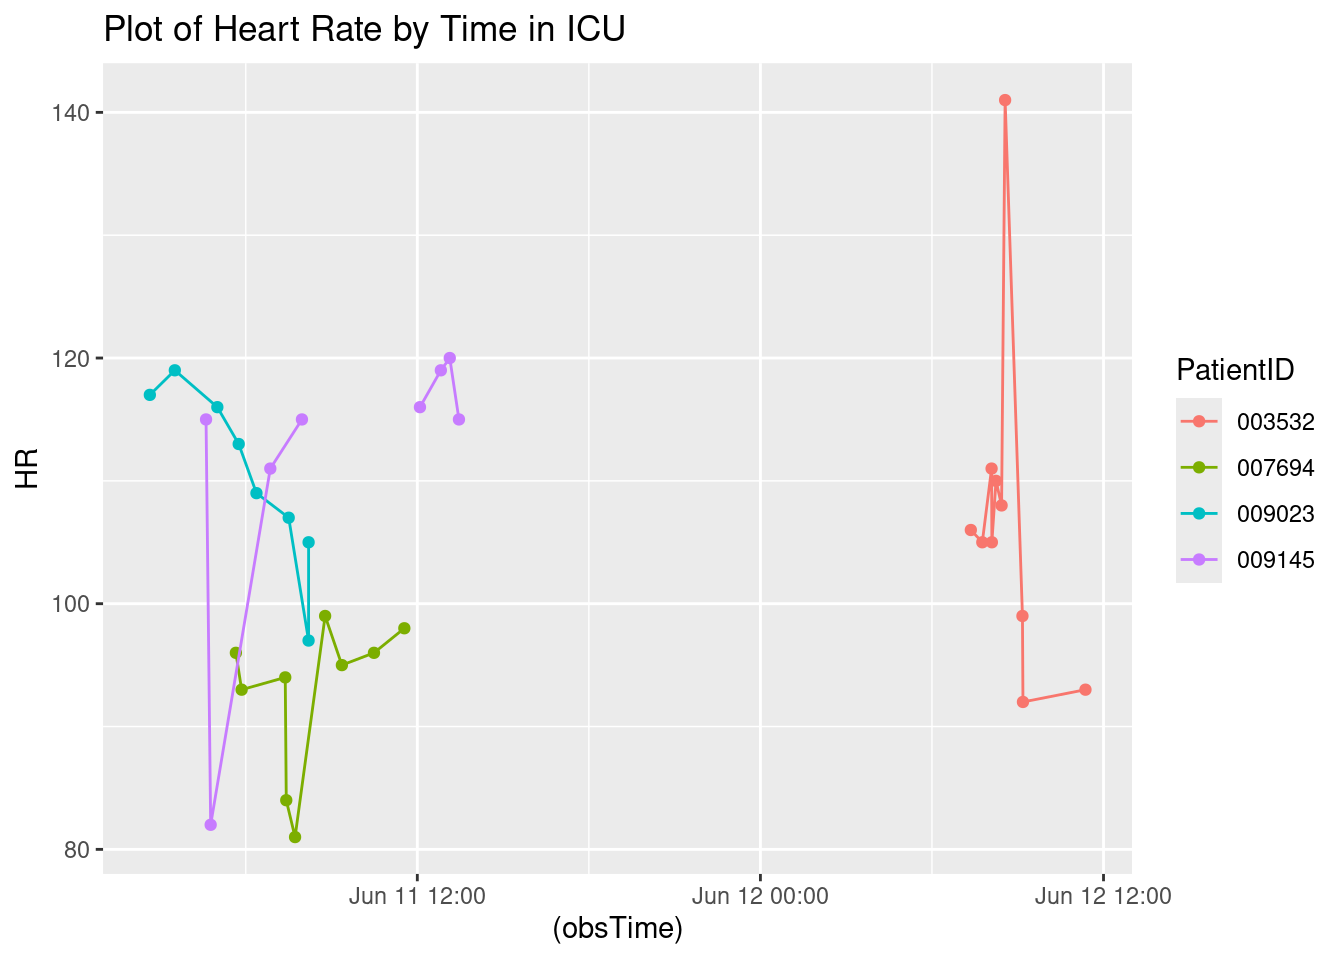 Plot of Heart Rate by Time in ICU
140
120
100
80
HR
Jun 11 12:00
Jun 12 00:00
Jun 12 12:00
(obsTime)
PatientID
003532
007694
009023
009145